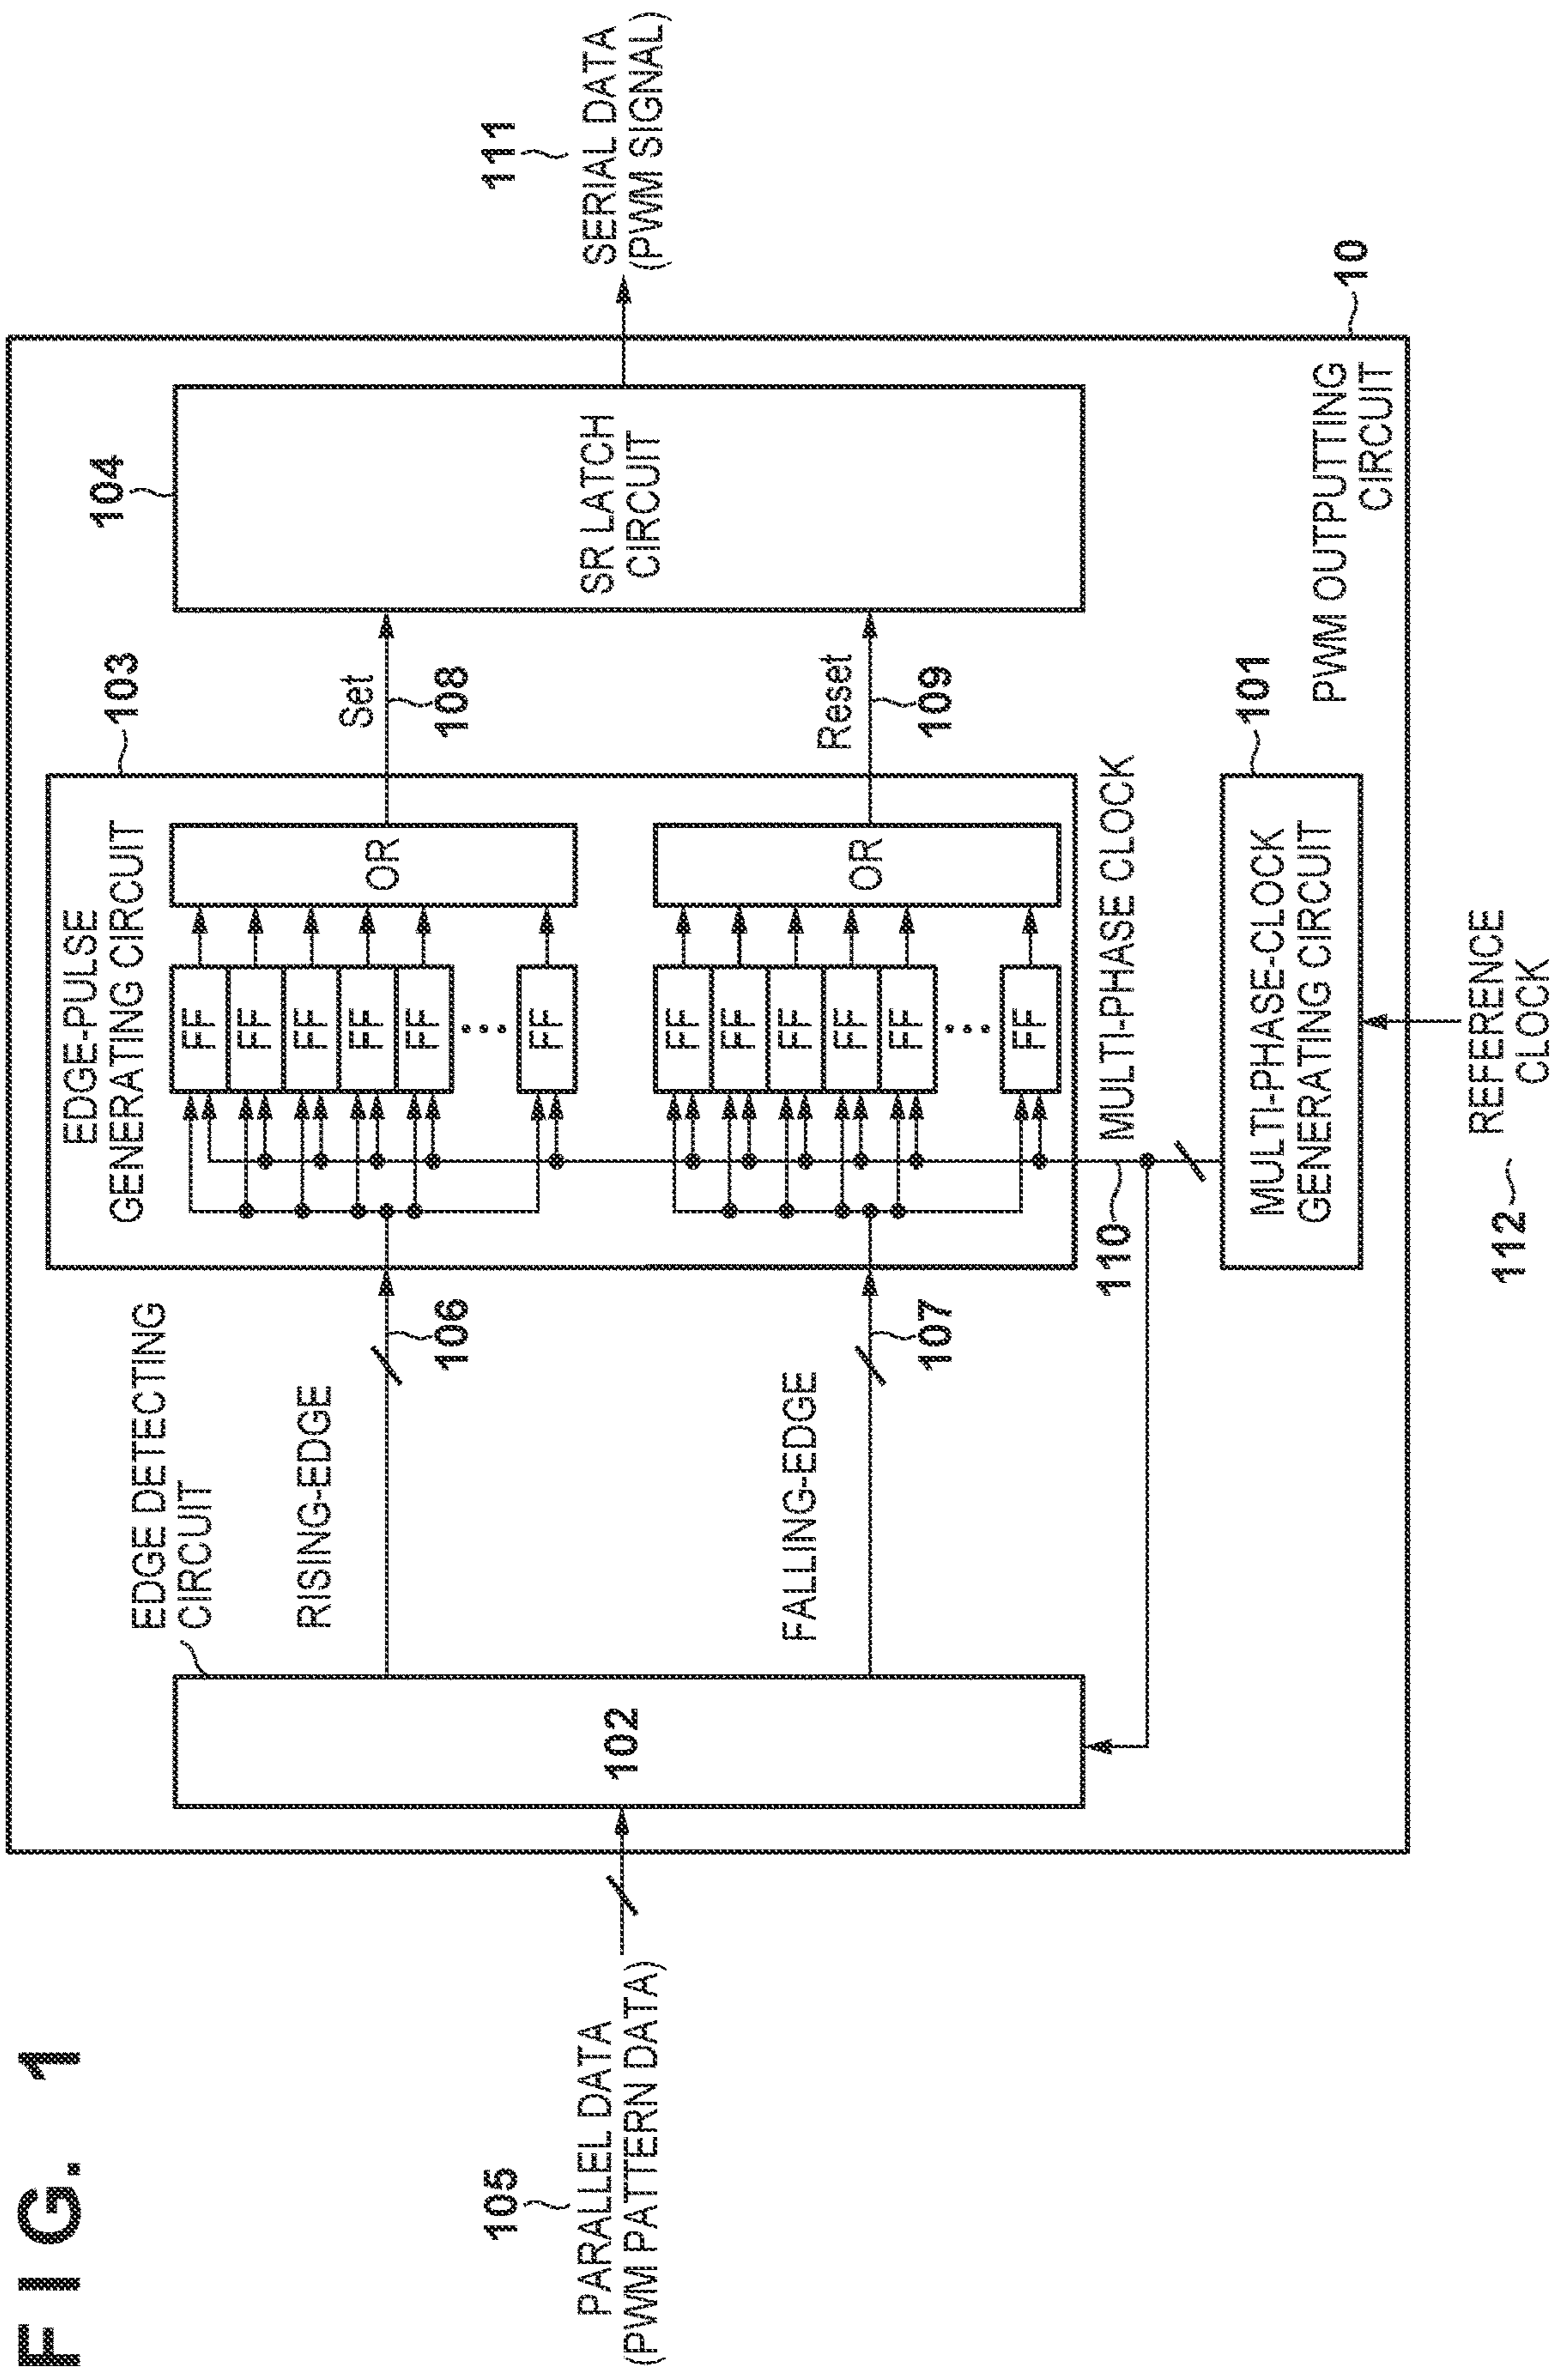 FIG. 1
105
PARALLEL DATA
(PWM PATTERN DATA)
EDGE DETECTING
CIRCUIT
102
RISING-EDGE
106
FALLING-EDGE
107
EDGE-PULSE
GENERATING CIRCUIT
103
FF
FF
FF
FF
FF
...
FF
OR
FF
FF
FF
FF
FF
...
FF
OR
Set
108
Reset
109
104
SR LATCH
CIRCUIT
111
SERIAL DATA
(PWM SIGNAL)
110
MULTI-PHASE CLOCK
101
MULTI-PHASE-CLOCK
GENERATING CIRCUIT
PWM OUTPUTTING
CIRCUIT
10
112
REFERENCE
CLOCK